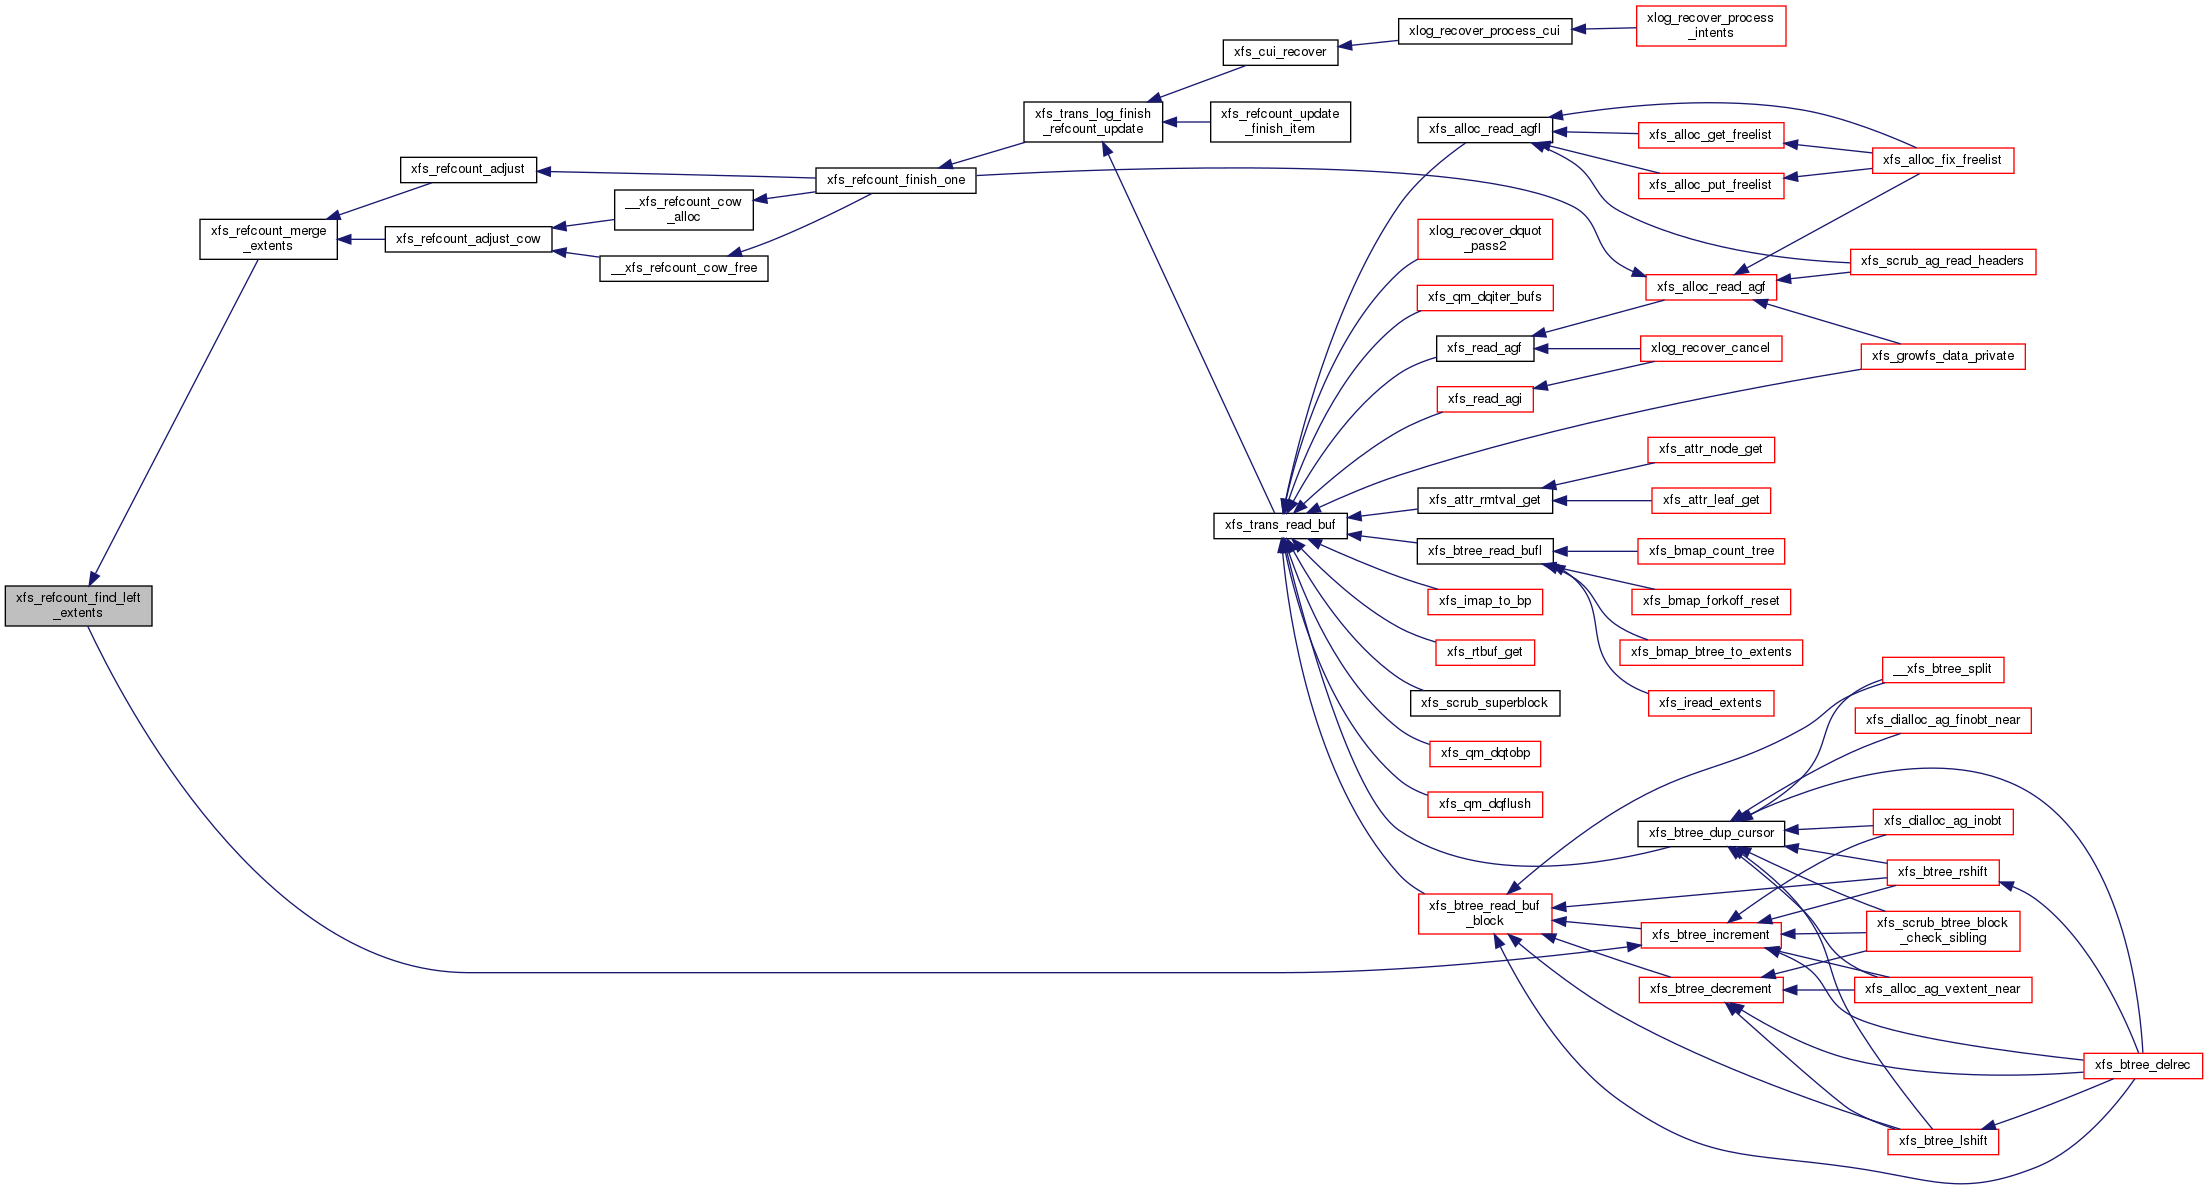 xlog_recover_process
_intents
xlog_recover_process_cui
xfs_cui_recover
xfs_trans_log_finish
_refcount_update
xfs_refcount_update
_finish_item
xfs_alloc_read_agfl
xfs_alloc_get_freelist
xfs_alloc_fix_freelist
xfs_alloc_put_freelist
xfs_refcount_adjust
xfs_refcount_finish_one
__xfs_refcount_cow
_alloc
xfs_refcount_merge
_extents
xfs_refcount_adjust_cow
__xfs_refcount_cow_free
xlog_recover_dquot
_pass2
xfs_scrub_ag_read_headers
xfs_alloc_read_agf
xfs_qm_dqiter_bufs
xfs_read_agf
xlog_recover_cancel
xfs_growfs_data_private
xfs_read_agi
xfs_attr_node_get
xfs_attr_rmtval_get
xfs_attr_leaf_get
xfs_trans_read_buf
xfs_btree_read_bufl
xfs_bmap_count_tree
xfs_refcount_find_left
_extents
xfs_imap_to_bp
xfs_bmap_forkoff_reset
xfs_rtbuf_get
xfs_bmap_btree_to_extents
__xfs_btree_split
xfs_scrub_superblock
xfs_iread_extents
xfs_dialloc_ag_finobt_near
xfs_qm_dqtobp
xfs_qm_dqflush
xfs_btree_dup_cursor
xfs_dialloc_ag_inobt
xfs_btree_rshift
xfs_btree_read_buf
_block
xfs_btree_increment
xfs_scrub_btree_block
_check_sibling
xfs_btree_decrement
xfs_alloc_ag_vextent_near
xfs_btree_delrec
xfs_btree_lshift